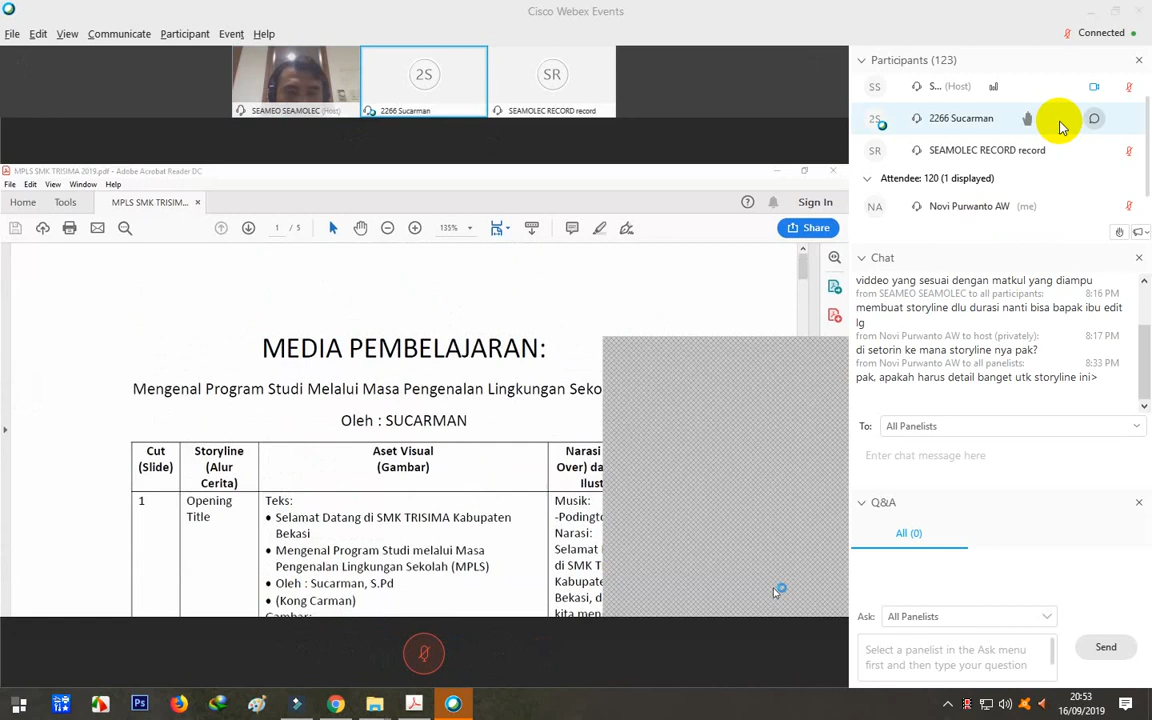 Cisco Webex Events
File Edit View Communicate Participant Event Help
Connected
SEAMEO SEAMOLEC (Host)
2S
2266 Sucarman
SR
SEAMOLEC RECORD record
MPLS SMK TRISIMA 2019.pdf - Adobe Acrobat Reader DC
File Edit View Window Help
Home Tools MPLS SMK TRISIM... × Sign In
1 / 5 135% Share
MEDIA PEMBELAJARAN:
Mengenal Program Studi Melalui Masa Pengenalan Lingkungan Seko
Oleh : SUCARMAN
Cut
(Slide)
Storyline
(Alur
Cerita)
Aset Visual
(Gambar)
Narasi
Over) da
Ilust
1
Opening
Title
Teks:
• Selamat Datang di SMK TRISIMA Kabupaten
Bekasi
• Mengenal Program Studi melalui Masa
Pengenalan Lingkungan Sekolah (MPLS)
• Oleh : Sucarman, S.Pd
• (Kong Carman)
Gambar:
Musik:
-Podingto
Narasi:
Selamat
di SMK T
Kabupate
Bekasi, d
kita men
Participants (123)
SS S... (Host)
2S 2266 Sucarman
SR SEAMOLEC RECORD record
Attendee: 120 (1 displayed)
NA Novi Purwanto AW (me)
Chat
viddeo yang sesuai dengan matkul yang diampu
from SEAMEO SEAMOLEC to all participants: 8:16 PM
membuat storyline dlu durasi nanti bisa bapak ibu edit
lg
from Novi Purwanto AW to host (privately): 8:17 PM
di setorin ke mana storyline nya pak?
from Novi Purwanto AW to all panelists: 8:33 PM
pak, apakah harus detail banget utk storyline ini>
To: All Panelists
Enter chat message here
Q&A
All (0)
Ask: All Panelists
Select a panelist in the Ask menu
first and then type your question
Send
Ps
20:53
16/09/2019